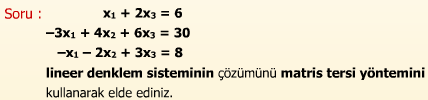 Soru : x₁ + 2x₃ = 6
−3x₁ + 4x₂ + 6x₃ = 30
−x₁ − 2x₂ + 3x₃ = 8
lineer denklem sisteminin çözümünü matris tersi yöntemini
kullanarak elde ediniz.